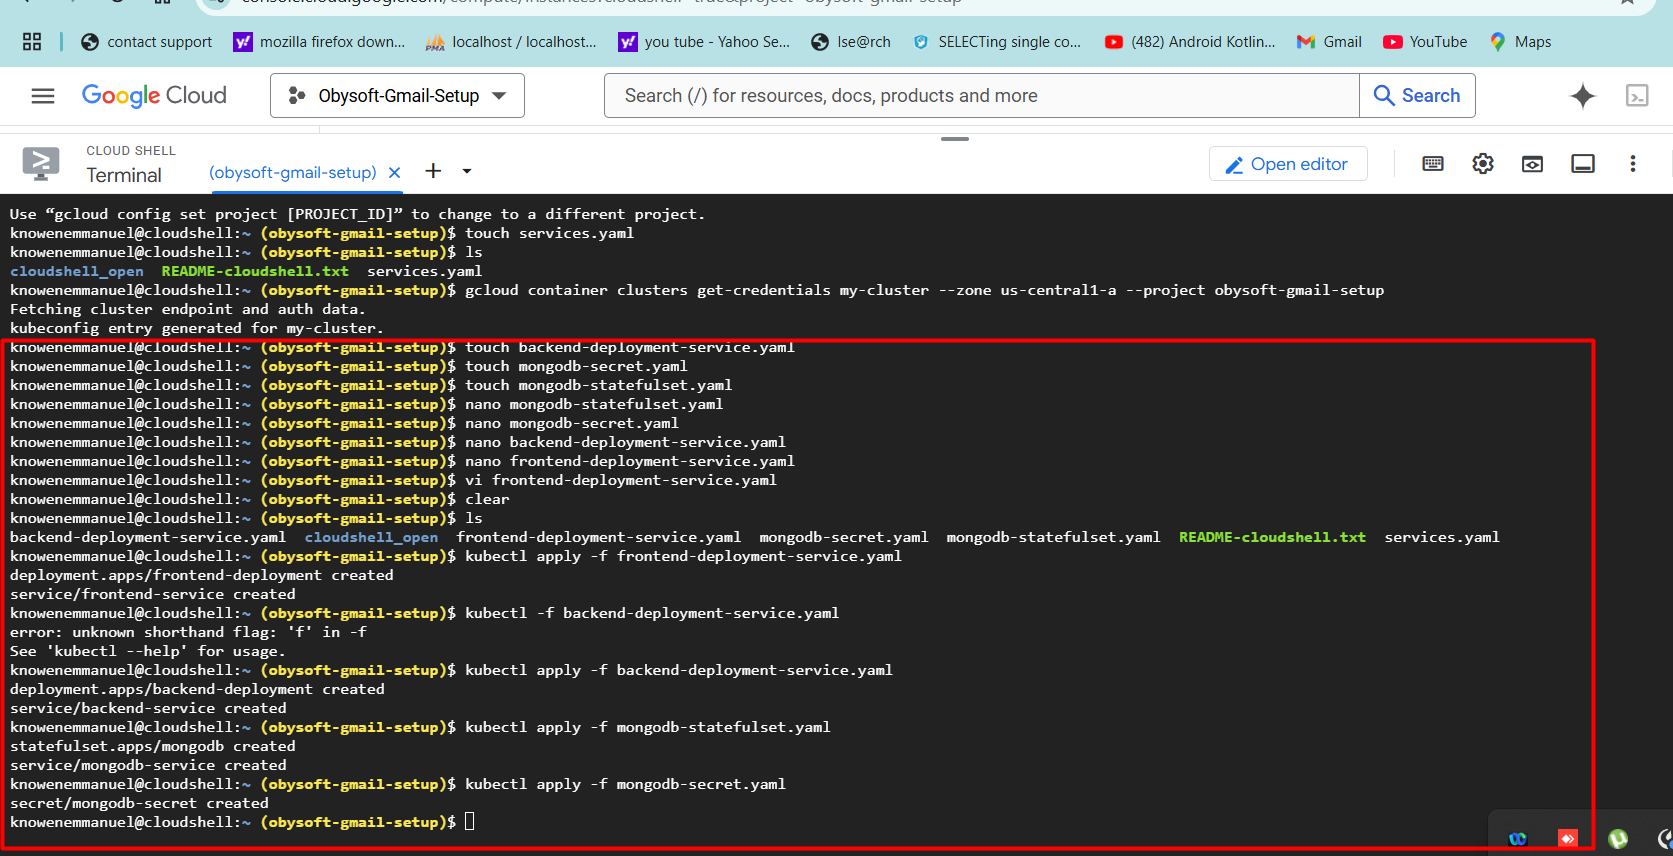 contact support
mozilla firefox down...
localhost / localhost...
you tube - Yahoo Se...
lse@rch
SELECTing single co...
(482) Android Kotlin...
Gmail
YouTube
Maps
Google Cloud
Obysoft-Gmail-Setup
Search (/) for resources, docs, products and more
Search
CLOUD SHELL
Terminal
(obysoft-gmail-setup)
Open editor
Use “gcloud config set project [PROJECT_ID]” to change to a different project.
knowenemmanuel@cloudshell:~ (obysoft-gmail-setup)$ touch services.yaml
knowenemmanuel@cloudshell:~ (obysoft-gmail-setup)$ ls
cloudshell_open  README-cloudshell.txt  services.yaml
knowenemmanuel@cloudshell:~ (obysoft-gmail-setup)$ gcloud container clusters get-credentials my-cluster --zone us-central1-a --project obysoft-gmail-setup
Fetching cluster endpoint and auth data.
kubeconfig entry generated for my-cluster.
knowenemmanuel@cloudshell:~ (obysoft-gmail-setup)$ touch backend-deployment-service.yaml
knowenemmanuel@cloudshell:~ (obysoft-gmail-setup)$ touch mongodb-secret.yaml
knowenemmanuel@cloudshell:~ (obysoft-gmail-setup)$ touch mongodb-statefulset.yaml
knowenemmanuel@cloudshell:~ (obysoft-gmail-setup)$ nano mongodb-statefulset.yaml
knowenemmanuel@cloudshell:~ (obysoft-gmail-setup)$ nano mongodb-secret.yaml
knowenemmanuel@cloudshell:~ (obysoft-gmail-setup)$ nano backend-deployment-service.yaml
knowenemmanuel@cloudshell:~ (obysoft-gmail-setup)$ nano frontend-deployment-service.yaml
knowenemmanuel@cloudshell:~ (obysoft-gmail-setup)$ vi frontend-deployment-service.yaml
knowenemmanuel@cloudshell:~ (obysoft-gmail-setup)$ clear
knowenemmanuel@cloudshell:~ (obysoft-gmail-setup)$ ls
backend-deployment-service.yaml  cloudshell_open  frontend-deployment-service.yaml  mongodb-secret.yaml  mongodb-statefulset.yaml  README-cloudshell.txt  services.yaml
knowenemmanuel@cloudshell:~ (obysoft-gmail-setup)$ kubectl apply -f frontend-deployment-service.yaml
deployment.apps/frontend-deployment created
service/frontend-service created
knowenemmanuel@cloudshell:~ (obysoft-gmail-setup)$ kubectl -f backend-deployment-service.yaml
error: unknown shorthand flag: 'f' in -f
See 'kubectl --help' for usage.
knowenemmanuel@cloudshell:~ (obysoft-gmail-setup)$ kubectl apply -f backend-deployment-service.yaml
deployment.apps/backend-deployment created
service/backend-service created
knowenemmanuel@cloudshell:~ (obysoft-gmail-setup)$ kubectl apply -f mongodb-statefulset.yaml
statefulset.apps/mongodb created
service/mongodb-service created
knowenemmanuel@cloudshell:~ (obysoft-gmail-setup)$ kubectl apply -f mongodb-secret.yaml
secret/mongodb-secret created
knowenemmanuel@cloudshell:~ (obysoft-gmail-setup)$